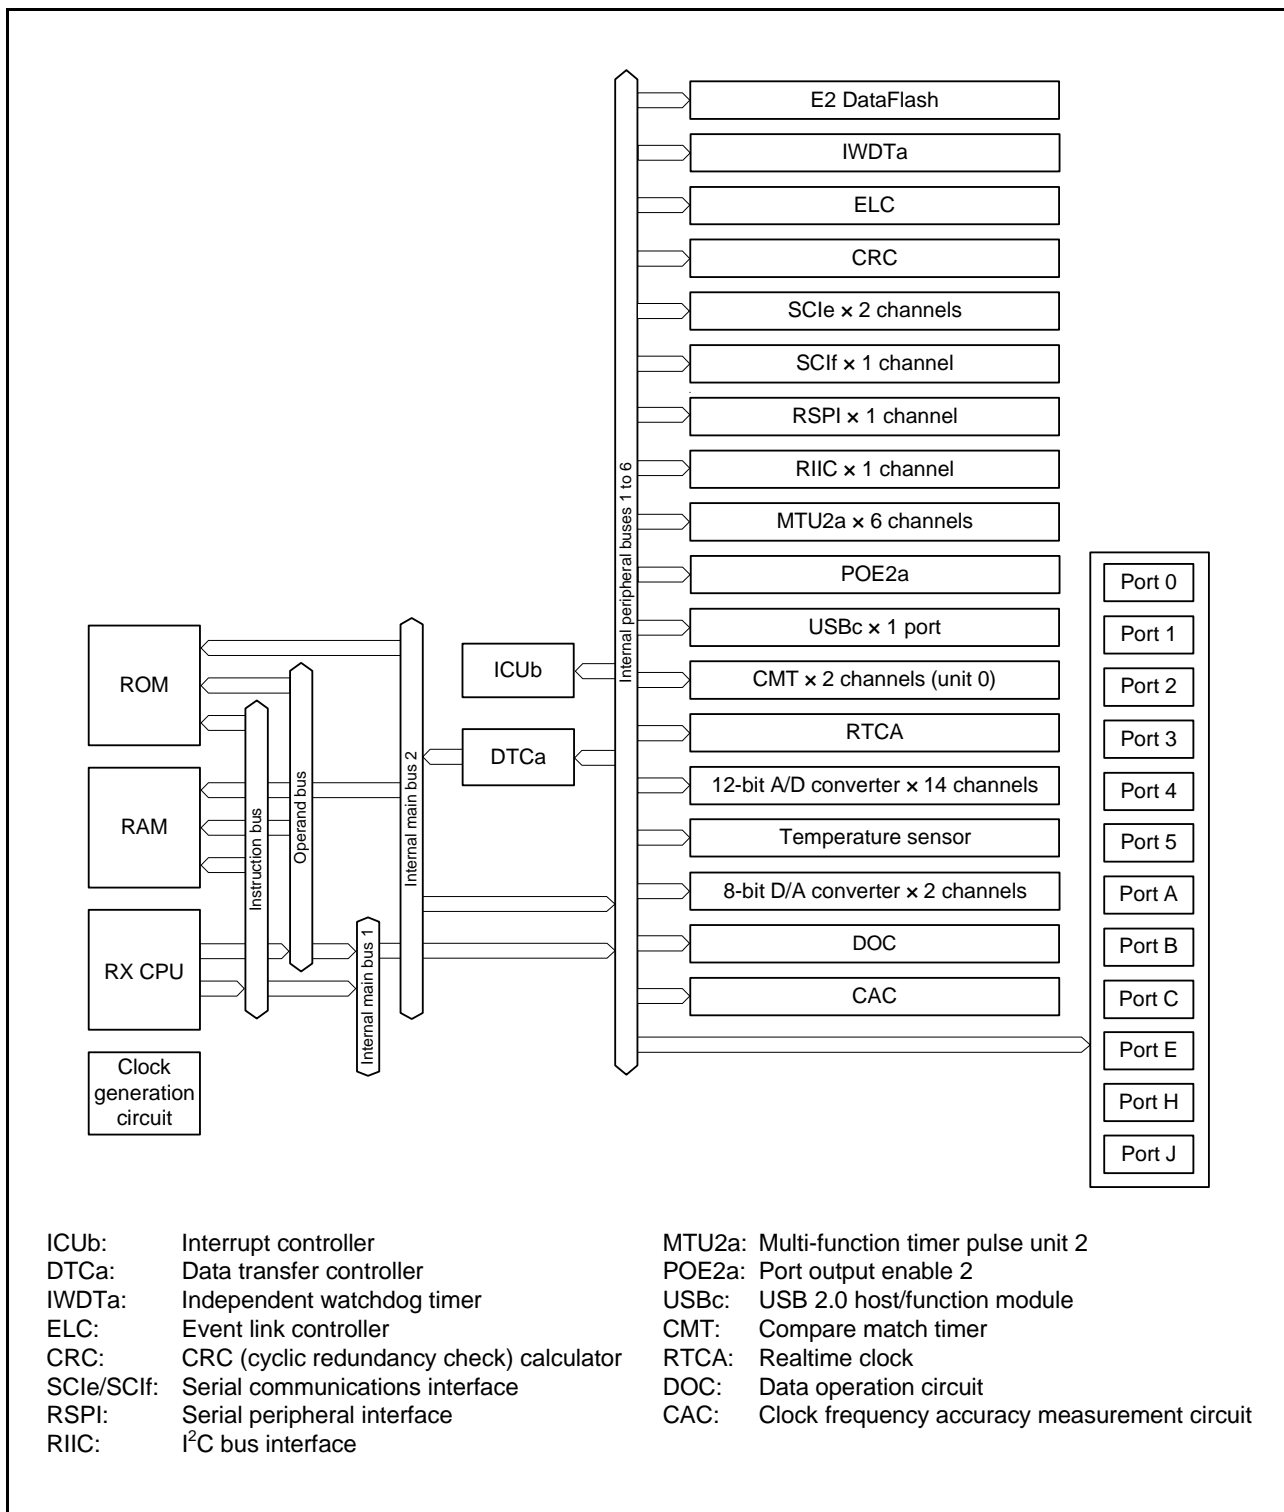 E2 DataFlash
IWDTa
ELC
CRC
SCIe × 2 channels
SCIf × 1 channel
RSPI × 1 channel
RIIC × 1 channel
MTU2a × 6 channels
POE2a
USBc × 1 port
CMT × 2 channels (unit 0)
RTCA
12-bit A/D converter × 14 channels
Temperature sensor
8-bit D/A converter × 2 channels
DOC
CAC
Internal peripheral buses 1 to 6
ICUb
DTCa
ROM
RAM
RX CPU
Clock
generation
circuit
Instruction bus
Operand bus
Internal main bus 1
Internal main bus 2
Port 0
Port 1
Port 2
Port 3
Port 4
Port 5
Port A
Port B
Port C
Port E
Port H
Port J
ICUb: Interrupt controller
DTCa: Data transfer controller
IWDTa: Independent watchdog timer
ELC: Event link controller
CRC: CRC (cyclic redundancy check) calculator
SCIe/SCIf: Serial communications interface
RSPI: Serial peripheral interface
RIIC: I²C bus interface
MTU2a: Multi-function timer pulse unit 2
POE2a: Port output enable 2
USBc: USB 2.0 host/function module
CMT: Compare match timer
RTCA: Realtime clock
DOC: Data operation circuit
CAC: Clock frequency accuracy measurement circuit